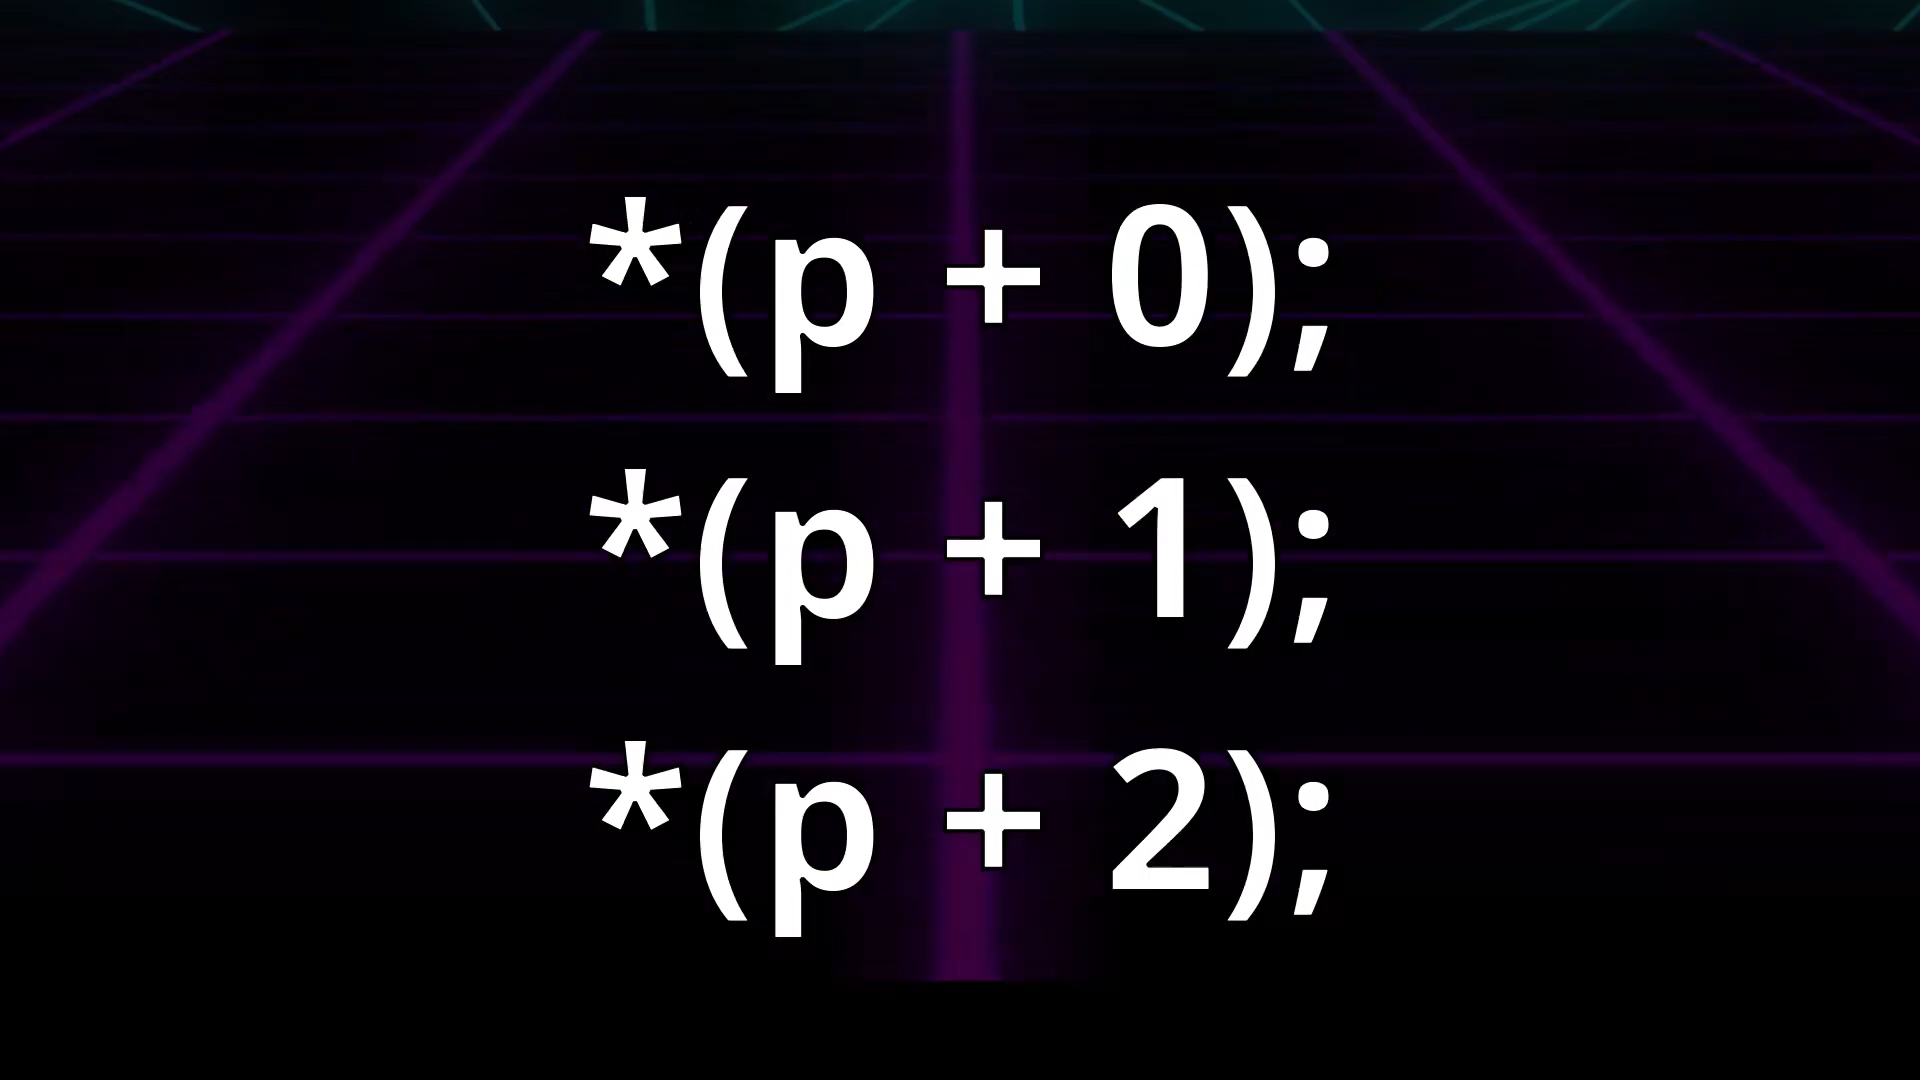 *(p + 0);
*(p + 1);
*(p + 2);